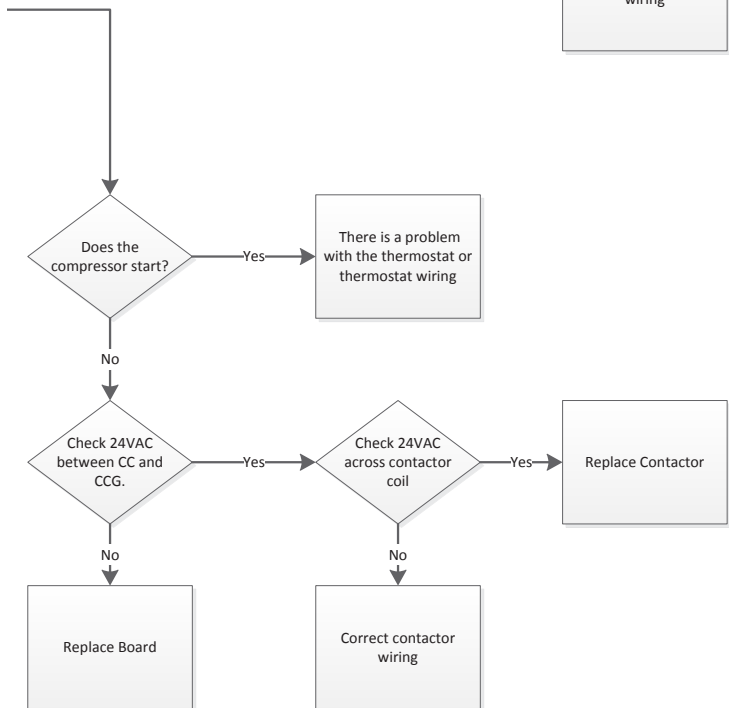 wiring
Does the
compressor start?
Yes
There is a problem
with the thermostat or
thermostat wiring
No
Check 24VAC
between CC and
CCG.
Yes
Check 24VAC
across contactor
coil
Yes
Replace Contactor
No
No
Replace Board
Correct contactor
wiring